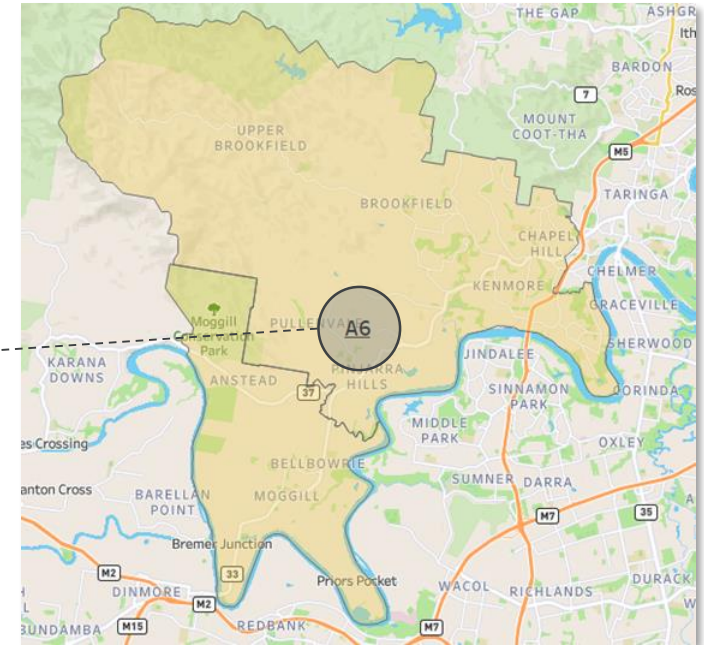 THE GAP
ASHGR
Ith
BARDON
7
Ros
MOUNT
COOT-THA
UPPER
BROOKFIELD
M5
TARINGA
BROOKFIELD
CHAPEL
HILL
CHELMER
KENMORE
GRACEVILLE
Moggill
Conservation
Park
PULLENVALE
A6
SHERWOOD
KARANA
DOWNS
ANSTEAD
PINJARRA
HILLS
JINDALEE
37
SINNAMON
PARK
CORINDA
MIDDLE
PARK
es Crossing
OXLEY
BELLBOWRIE
SUMNER
DARRA
anton Cross
BARELLAN
POINT
MOGGILL
M7
35
A
Bremer Junction
M2
33
Priors Pocket
DINMORE
WACOL
RICHLANDS
DURACK
L
M2
W
BUNDAMBA
M15
REDBANK
M7